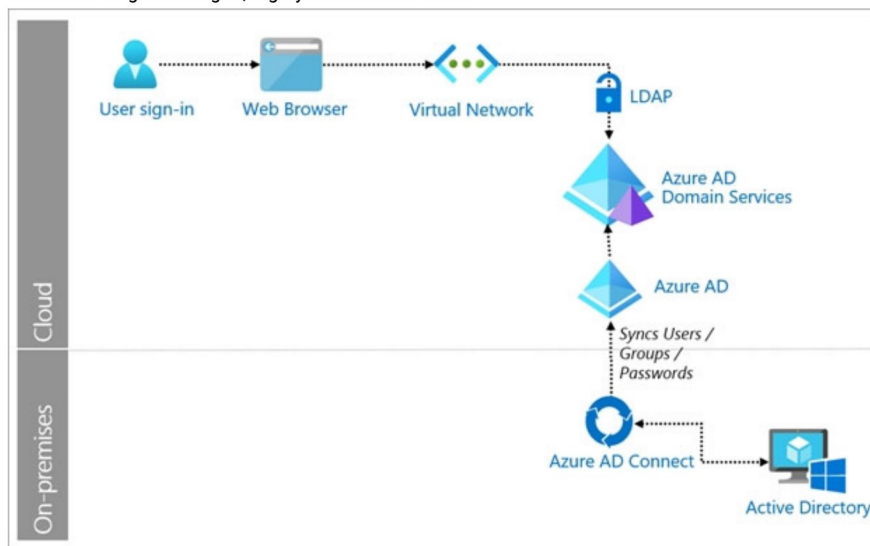 User sign-in
Web Browser
Virtual Network
LDAP
Azure AD
Domain Services
Azure AD
Syncs Users /
Groups /
Passwords
Azure AD Connect
Active Directory
Cloud
On-premises